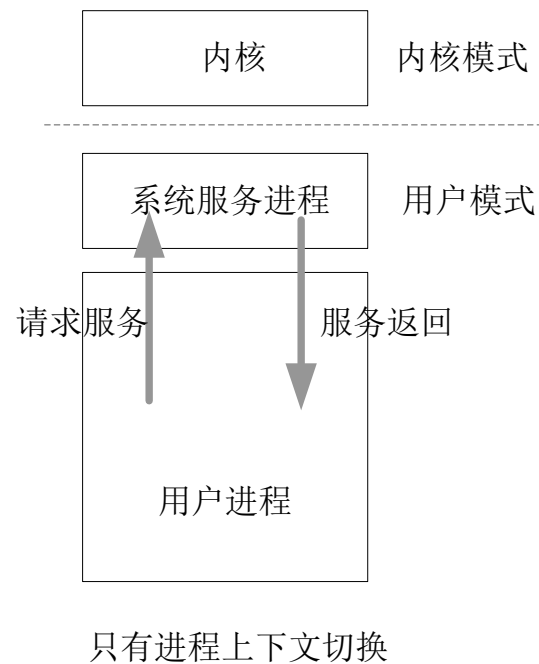 内核
内核模式
系统服务进程
用户模式
请求服务
服务返回
用户进程
只有进程上下文切换